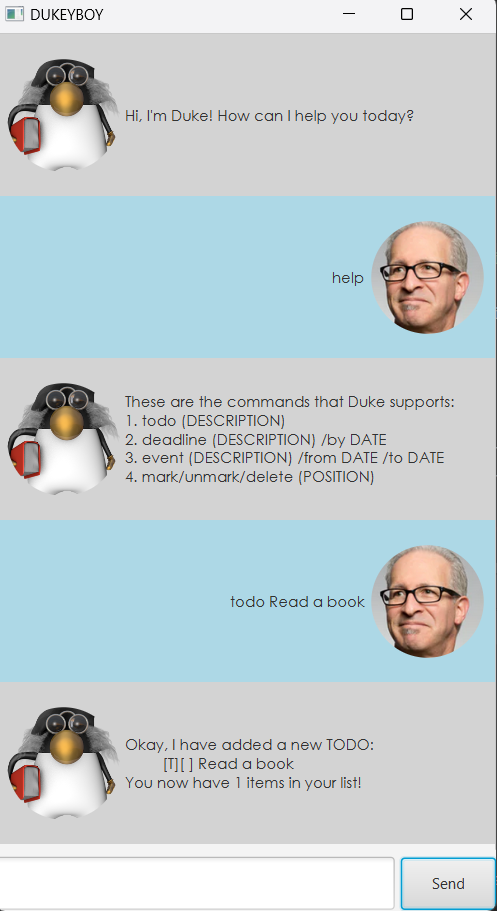 DUKEYBOY
Hi, I'm Duke! How can I help you today?
help
These are the commands that Duke supports:
1. todo (DESCRIPTION)
2. deadline (DESCRIPTION) /by DATE
3. event (DESCRIPTION) /from DATE /to DATE
4. mark/unmark/delete (POSITION)
todo Read a book
Okay, I have added a new TODO:
[T][ ] Read a book
You now have 1 items in your list!
Send